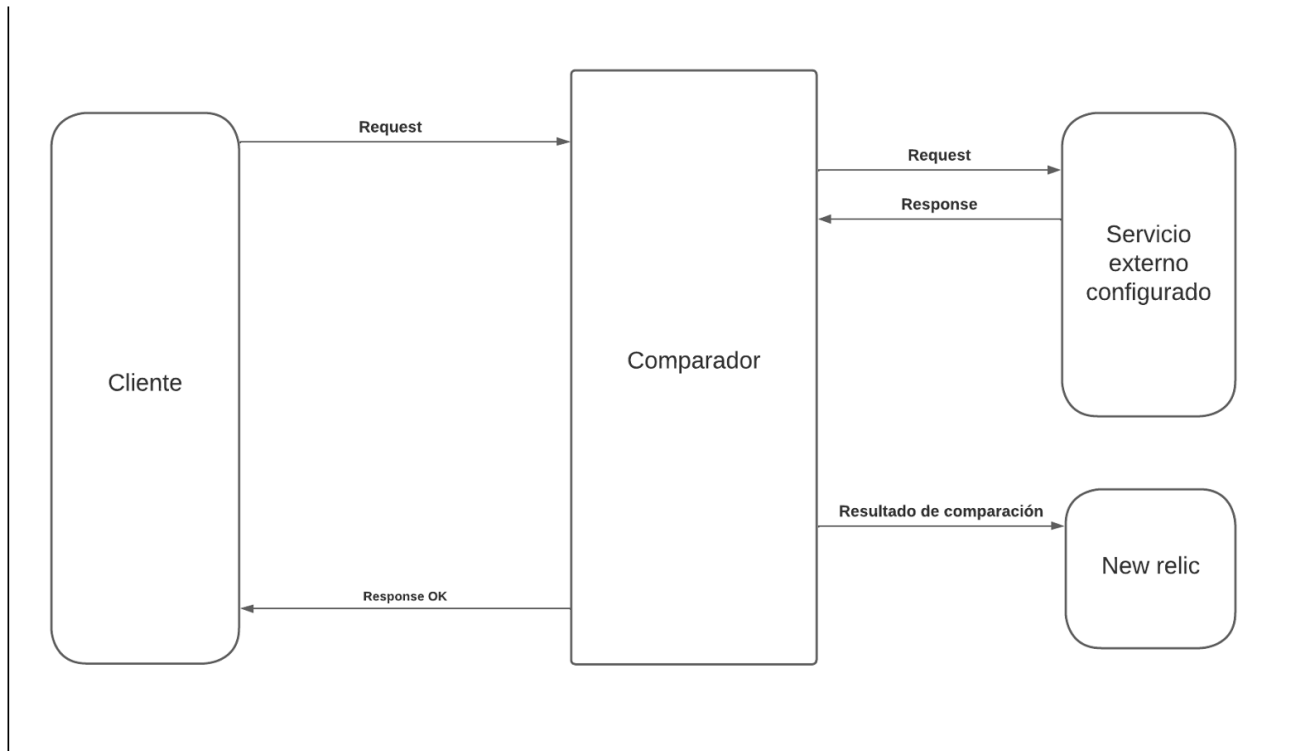 Request
Request
Response
Servicio
externo
configurado
Comparador
Cliente
Resultado de comparación
New relic
Response OK